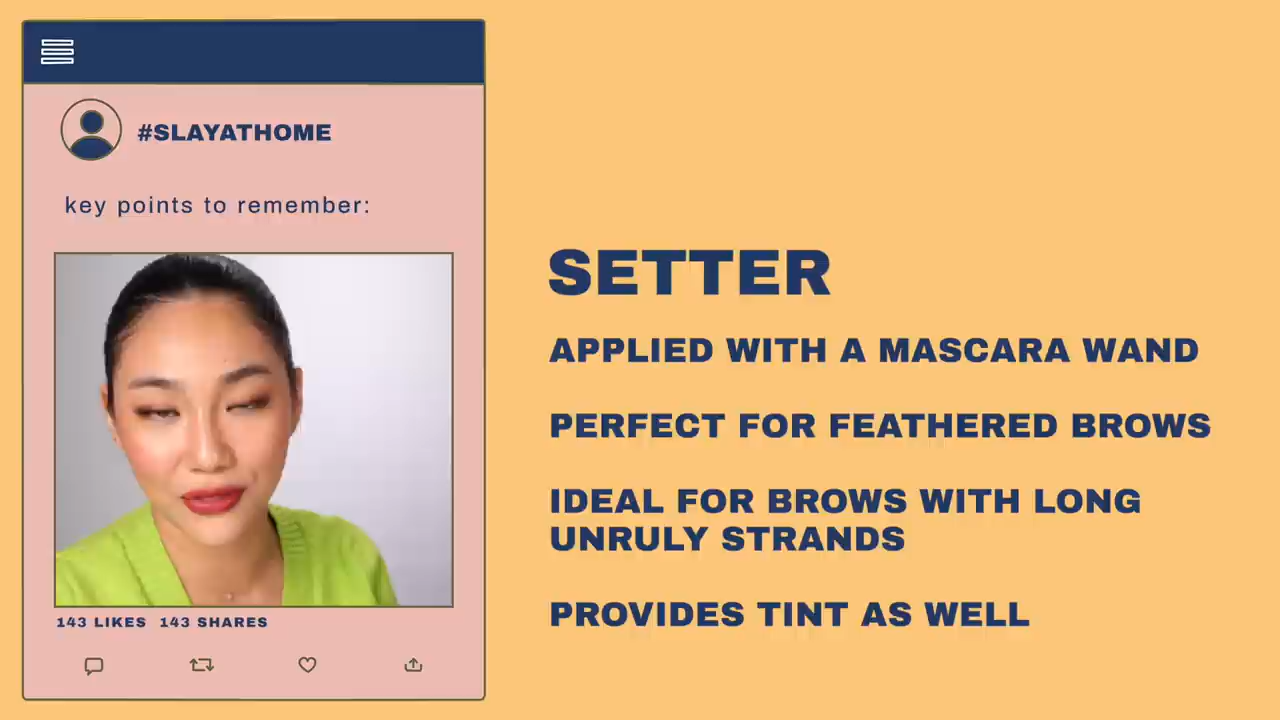 #SLAYATHOME
key points to remember:
143 LIKES 143 SHARES
SETTER
APPLIED WITH A MASCARA WAND
PERFECT FOR FEATHERED BROWS
IDEAL FOR BROWS WITH LONG
UNRULY STRANDS
PROVIDES TINT AS WELL